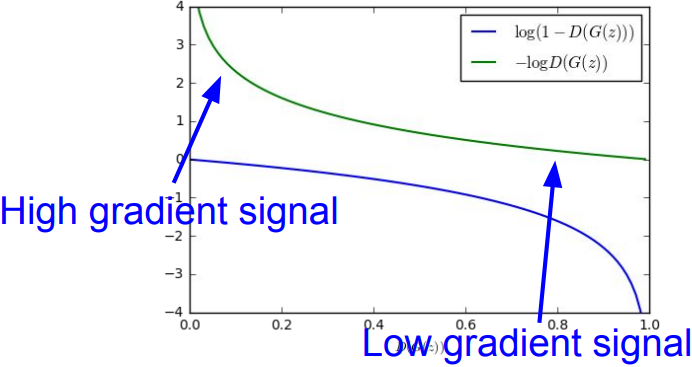 4
3
2
1
0
−1
−2
−3
−4
0.0 0.2 0.4 0.6 0.8 1.0
D(G(z))
log(1 − D(G(z)))
−logD(G(z))
High gradient signal
Low gradient signal